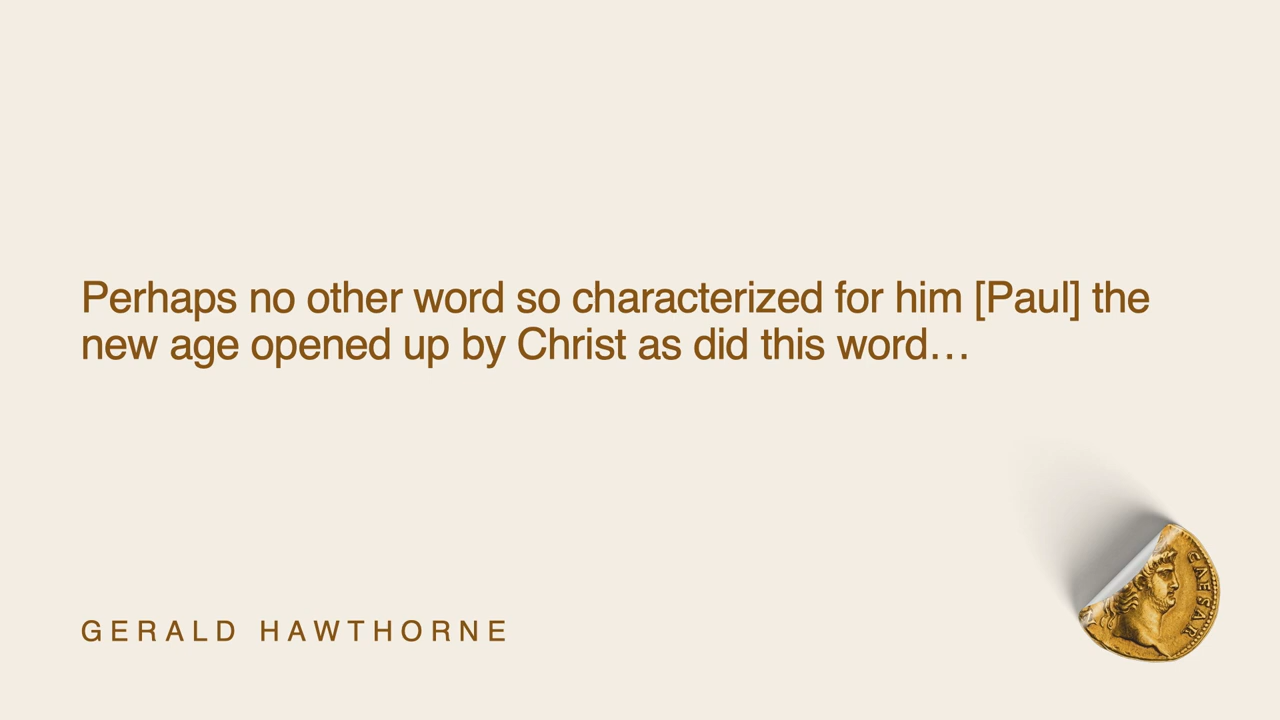 Perhaps no other word so characterized for him [Paul] the
new age opened up by Christ as did this word…
GERALD HAWTHORNE
CAESAR